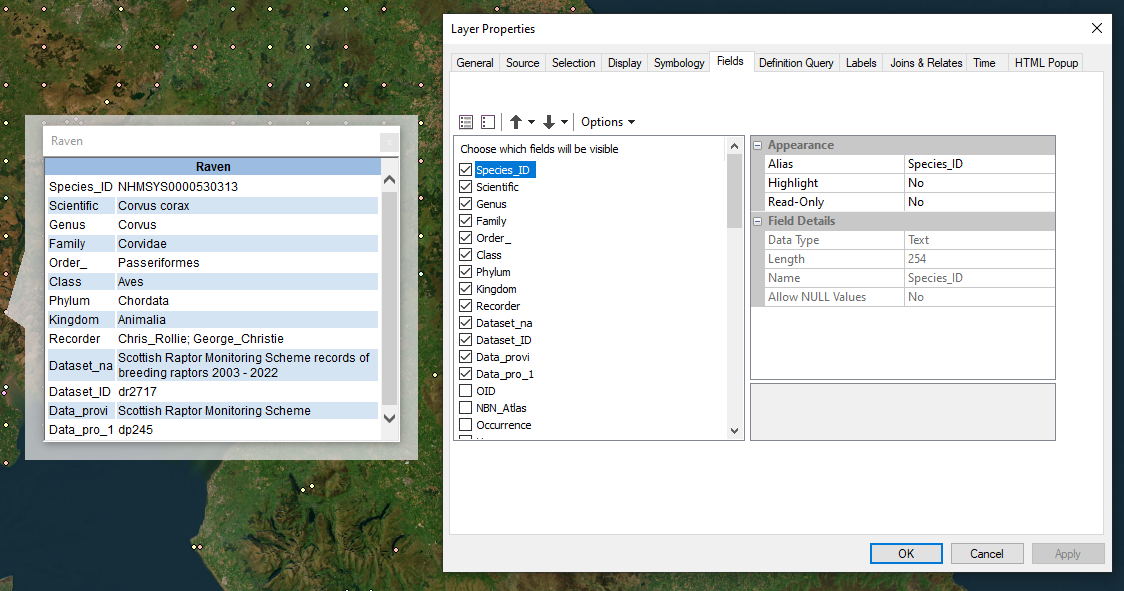 Raven
x
Raven
Species_ID NHMSYS0000530313
Scientific Corvus corax
Genus Corvus
Family Corvidae
Order_ Passeriformes
Class Aves
Phylum Chordata
Kingdom Animalia
Recorder Chris_Rollie; George_Christie
Dataset_na Scottish Raptor Monitoring Scheme records of
breeding raptors 2003 - 2022
Dataset_ID dr2717
Data_provi Scottish Raptor Monitoring Scheme
Data_pro_1 dp245
Layer Properties
General Source Selection Display Symbology Fields Definition Query Labels Joins & Relates Time HTML Popup
Options
Choose which fields will be visible
Species_ID
Scientific
Genus
Family
Order_
Class
Phylum
Kingdom
Recorder
Dataset_na
Dataset_ID
Data_provi
Data_pro_1
OID
NBN_Atlas
Occurrence
Appearance
Alias Species_ID
Highlight No
Read-Only No
Field Details
Data Type Text
Length 254
Name Species_ID
Allow NULL Values No
OK Cancel Apply